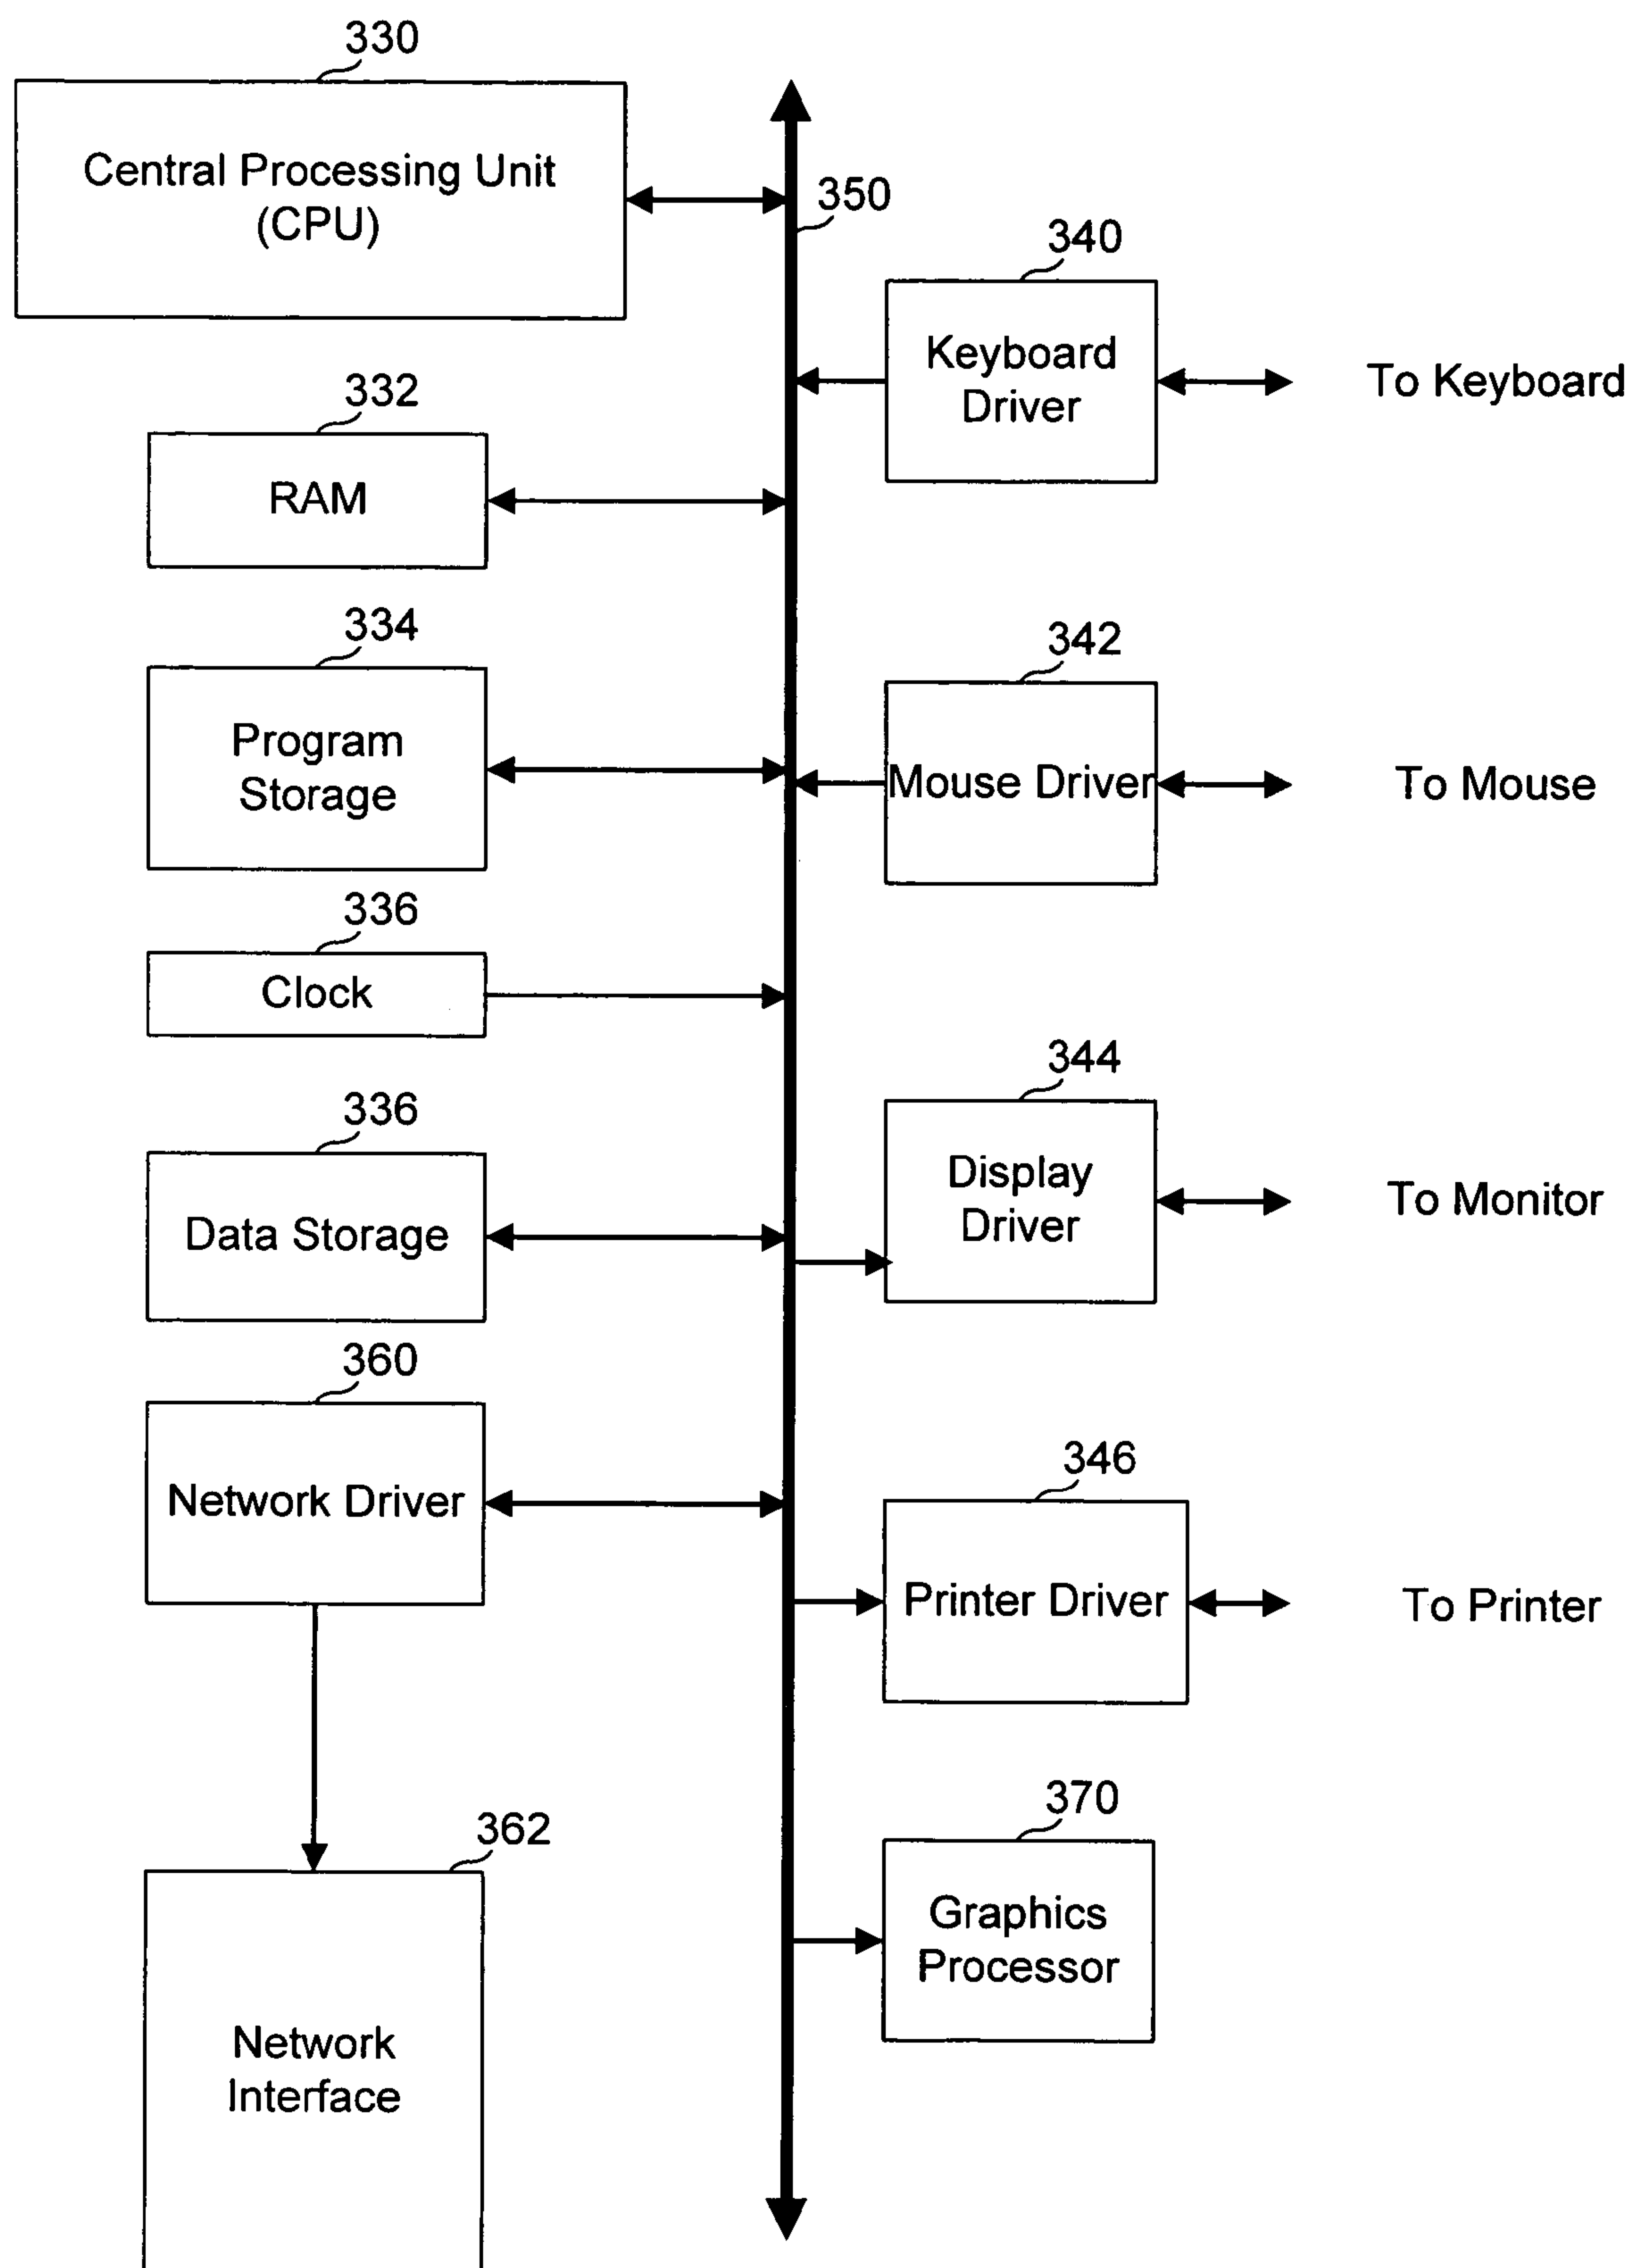 330
Central Processing Unit
(CPU)
350
340
Keyboard
Driver
To Keyboard
332
RAM
334
Program
Storage
342
Mouse Driver
To Mouse
336
Clock
344
Display
Driver
To Monitor
336
Data Storage
360
Network Driver
346
Printer Driver
To Printer
370
Graphics
Processor
362
Network
Interface